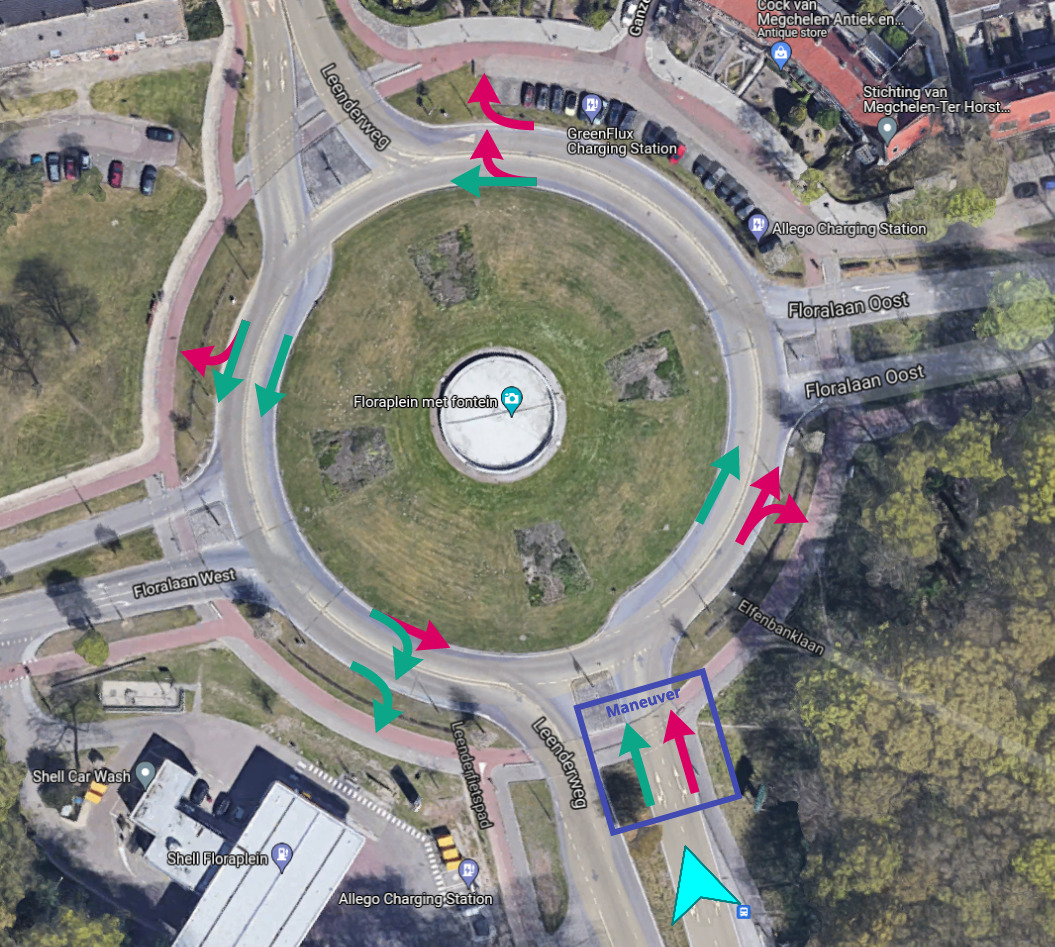 Cock van
Megchelen Antiek en...
Antique store
Ganze
Leenderweg
Stichting van
Megchelen-Ter Horst...
GreenFlux
Charging Station
Allego Charging Station
Floralaan Oost
Floralaan Oost
Floraplein met fontein
Floralaan West
Elfenbanklaan
Maneuver
Leenderweg
Leenderfietspad
Shell Car Wash
Shell Floraplein
Allego Charging Station